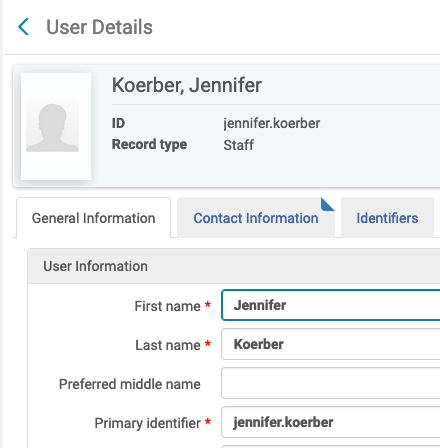 User Details
Koerber, Jennifer
ID jennifer.koerber
Record type Staff
General Information Contact Information Identifiers
User Information
First name * Jennifer
Last name * Koerber
Preferred middle name
Primary identifier * jennifer.koerber